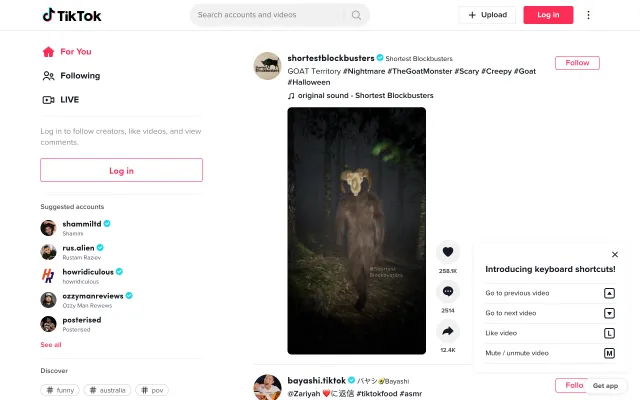 TikTok
Search accounts and videos
Upload
Log in
For You
Following
LIVE
Log in to follow creators, like videos, and view
comments.
Log in
Suggested accounts
shammiltd
Shammi
rus.alien
Rustam Raziev
howridiculous
howridiculous
ozzymanreviews
Ozzy Man Reviews
posterised
Posterised
See all
Discover
# funny
# australia
# pov
shortestblockbusters Shortest Blockbusters
GOAT Territory #Nightmare #TheGoatMonster #Scary #Creepy #Goat
#Halloween
♫ original sound - Shortest Blockbusters
Follow
@Shortest
Blockbusters
258.1K
2514
12.4K
Introducing keyboard shortcuts!
Go to previous video
Go to next video
Like video L
Mute / unmute video M
bayashi.tiktok バヤシ🤣Bayashi
@Zariyah ❤️に返信 #tiktokfood #asmr
Follo
Get app